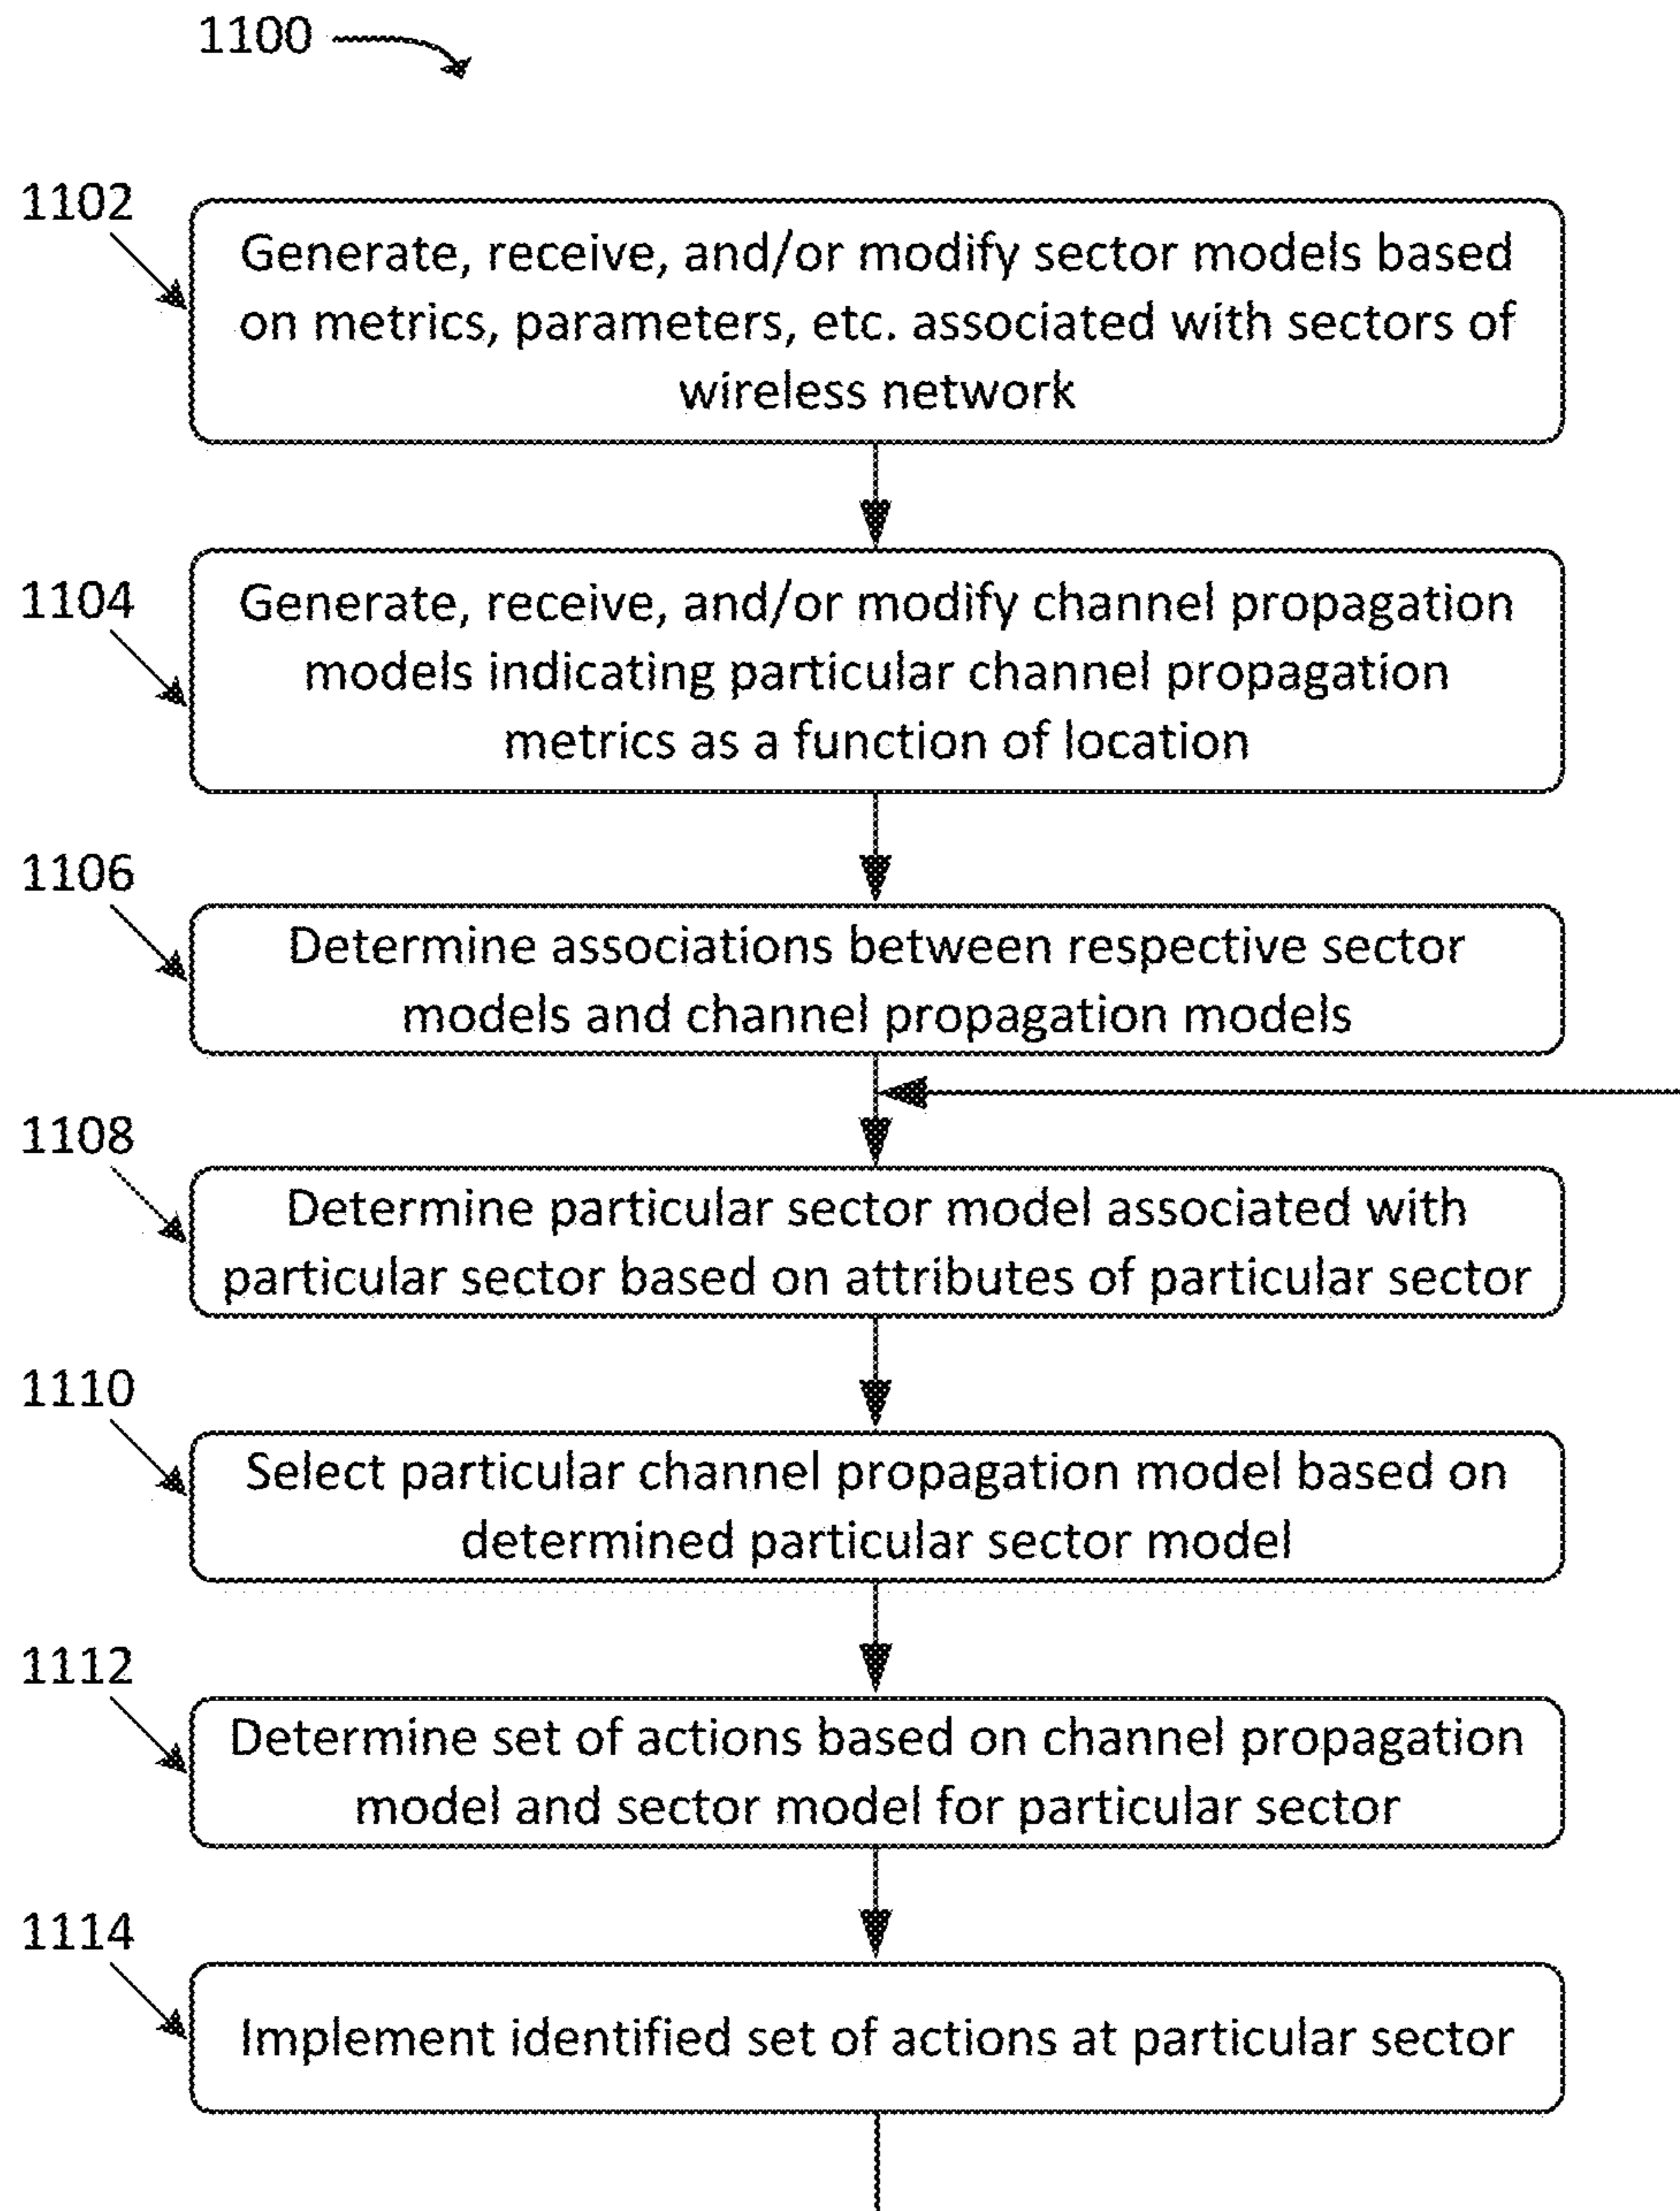 1100
1102
Generate, receive, and/or modify sector models based
on metrics, parameters, etc. associated with sectors of
wireless network
1104
Generate, receive, and/or modify channel propagation
models indicating particular channel propagation
metrics as a function of location
1106
Determine associations between respective sector
models and channel propagation models
1108
Determine particular sector model associated with
particular sector based on attributes of particular sector
1110
Select particular channel propagation model based on
determined particular sector model
1112
Determine set of actions based on channel propagation
model and sector model for particular sector
1114
Implement identified set of actions at particular sector